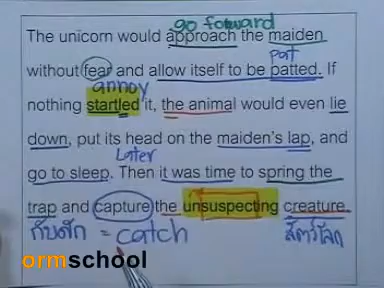 go forward
The unicorn would approach the maiden
pat
without fear and allow itself to be patted. If
annoy
nothing startled it, the animal would even lie
down, put its head on the maiden's lap, and
Later
go to sleep. Then it was time to spring the
trap and capture the unsuspecting creature.
กับดัก = catch สัตว์โลก
ormschool